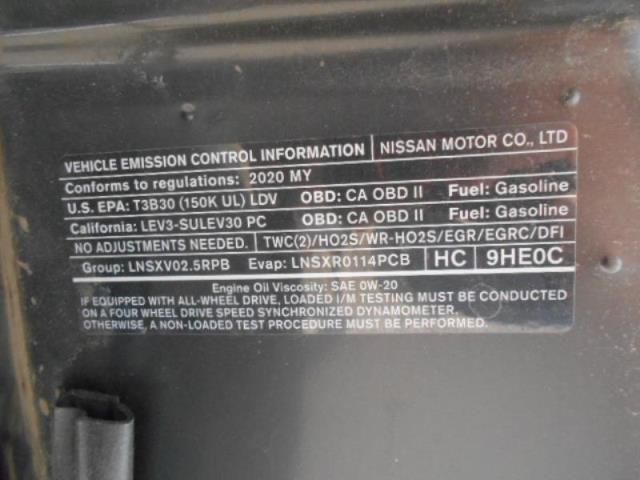 VEHICLE EMISSION CONTROL INFORMATION NISSAN MOTOR CO., LTD
Conforms to regulations: 2020 MY
U.S. EPA: T3B30 (150K UL) LDV OBD: CA OBD II Fuel: Gasoline
California: LEV3-SULEV30 PC OBD: CA OBD II Fuel: Gasoline
NO ADJUSTMENTS NEEDED. TWC(2)/HO2S/WR-HO2S/EGR/EGRC/DFI
Group: LNSXV02.5RPB Evap: LNSXR0114PCB HC 9HE0C
Engine Oil Viscosity: SAE 0W-20
IF EQUIPPED WITH ALL-WHEEL DRIVE, LOADED I/M TESTING MUST BE CONDUCTED
ON A FOUR WHEEL DRIVE SPEED SYNCHRONIZED DYNAMOMETER.
OTHERWISE, A NON-LOADED TEST PROCEDURE MUST BE PERFORMED.